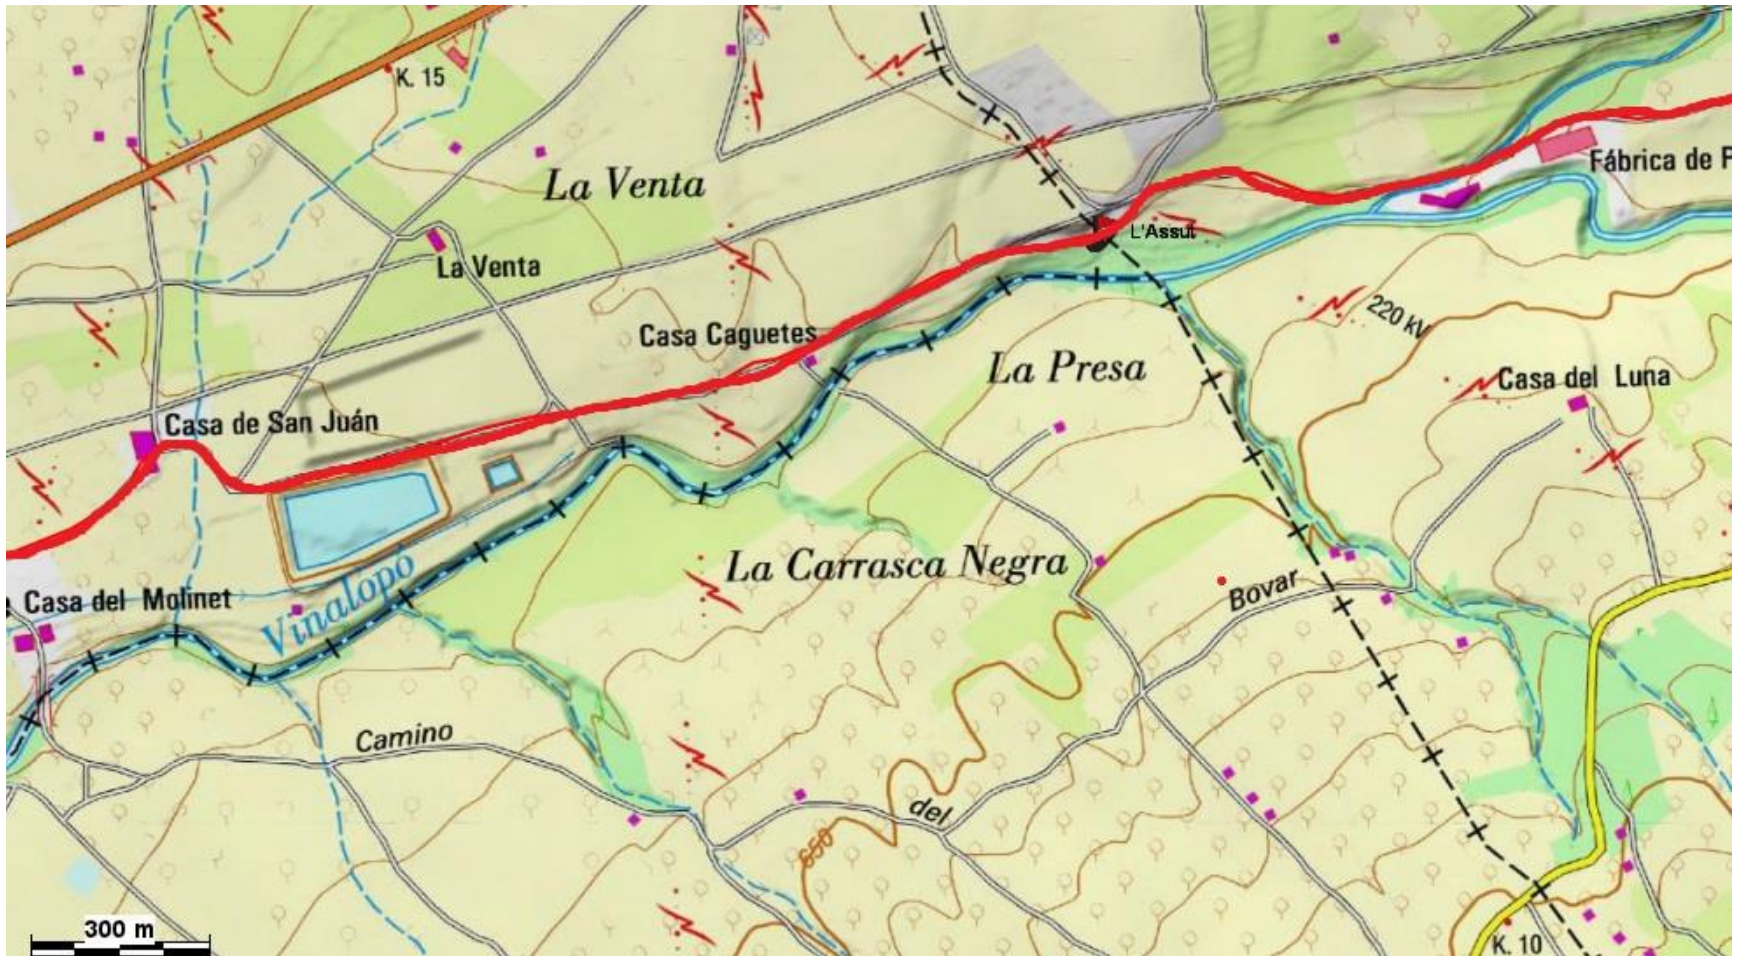 K. 15
La Venta
Fábrica de P
L'Assut
La Venta
220 kV
Casa Caguetes
La Presa
Casa del Luna
Casa de San Juán
La Carrasca Negra
Bovar
Casa del Molinet
Vinalopó
Camino
del
650
300 m
K. 10